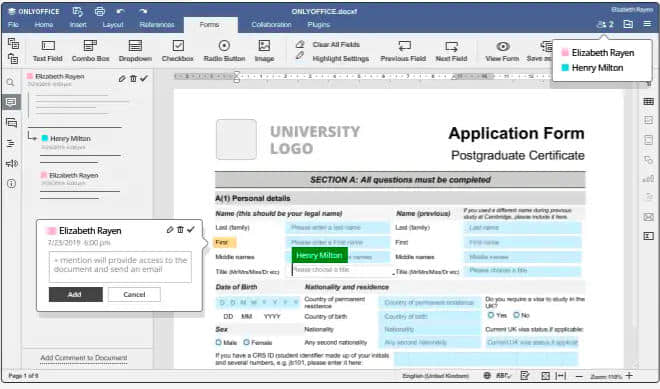 ONLYOFFICE
ONLYOFFICE.docxf
Elizabeth Rayen
File Home Insert Layout References Forms Collaboration Plugins
2
Text Field Combo Box Dropdown Checkbox Radio Button Image
Clear All Fields
Highlight Settings
Previous Field Next Field View Form Save as
Elizabeth Rayen
Henry Milton
Elizabeth Rayen
Henry Milton
Elizabeth Rayen
Elizabeth Rayen
7/23/2019 6:00 pm
+ mention will provide access to the
document and send an email
Add Cancel
Add Comment to Document
UNIVERSITY
LOGO
Application Form
Postgraduate Certificate
SECTION A: All questions must be completed
A(1) Personal details
Name (this should be your legal name) Name (previous)
If you used a different name during previous
study at Cambridge, please include it here.
Last (family) Please enter a last name Last (family) Last name
First Please enter a First name First First name
Henry Milton
Middle names names Middle names Middle names
Title (Mr/Mrs/Max/Dr etc) Please choose a title Title (Mr/Mrs/Max/Dr etc) Please choose a title
Date of Birth Nationality and residence
D D M M Y Y Y Y
Country of permanent
residence
Country of permanent residence
Do you require a visa to study in the
UK?
DD MM YYYY
Country of birth Country of birth
Yes No
Sex
Nationality Nationality
Current UK visa status,if applicable:
Male Female
Any second nationality Any second nationality
Current UK visa status,if applicable
If you have a CRS ID (student identifier made up of your initials
and several numbers, e.g. jb101, please enter it here:
Page 1 of 5
English (United Kingdom)
Zoom 110%